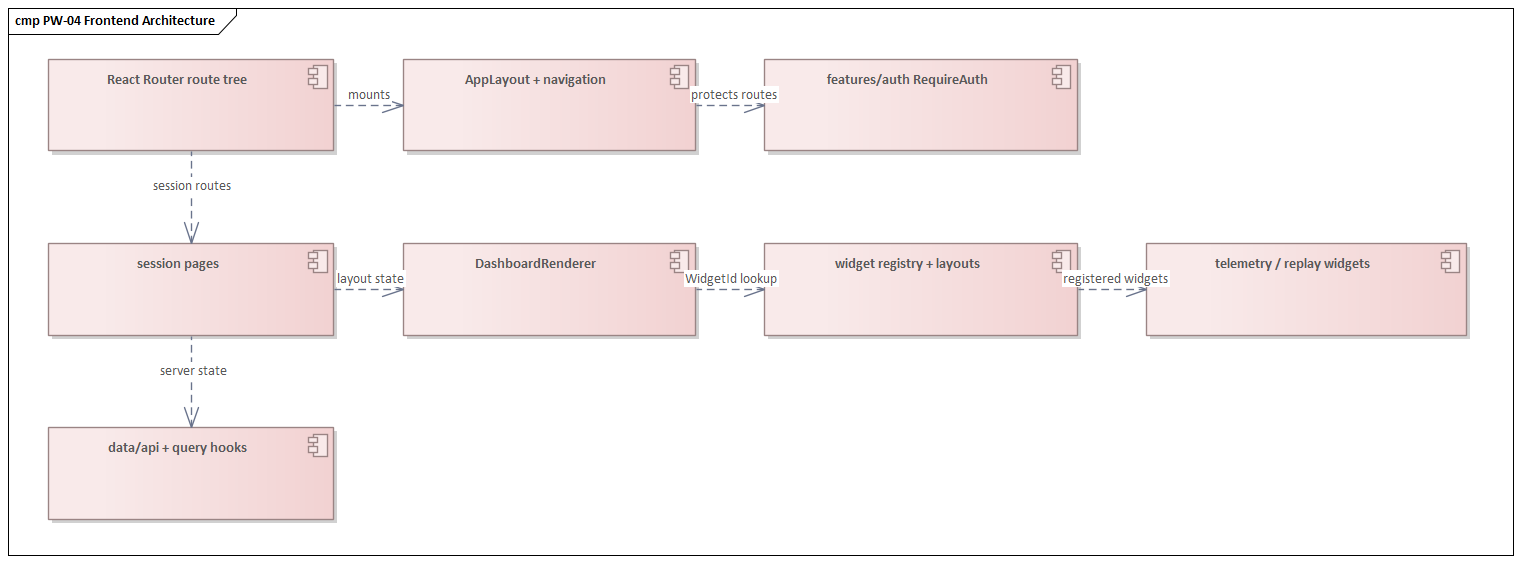 cmp PW-04 Frontend Architecture
React Router route tree
AppLayout + navigation
features/auth RequireAuth
mounts
protects routes
session routes
session pages
DashboardRenderer
widget registry + layouts
telemetry / replay widgets
layout state
WidgetId lookup
registered widgets
server state
data/api + query hooks